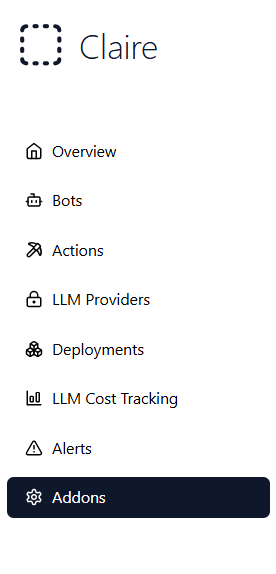 Claire
Overview
Bots
Actions
LLM Providers
Deployments
LLM Cost Tracking
Alerts
Addons